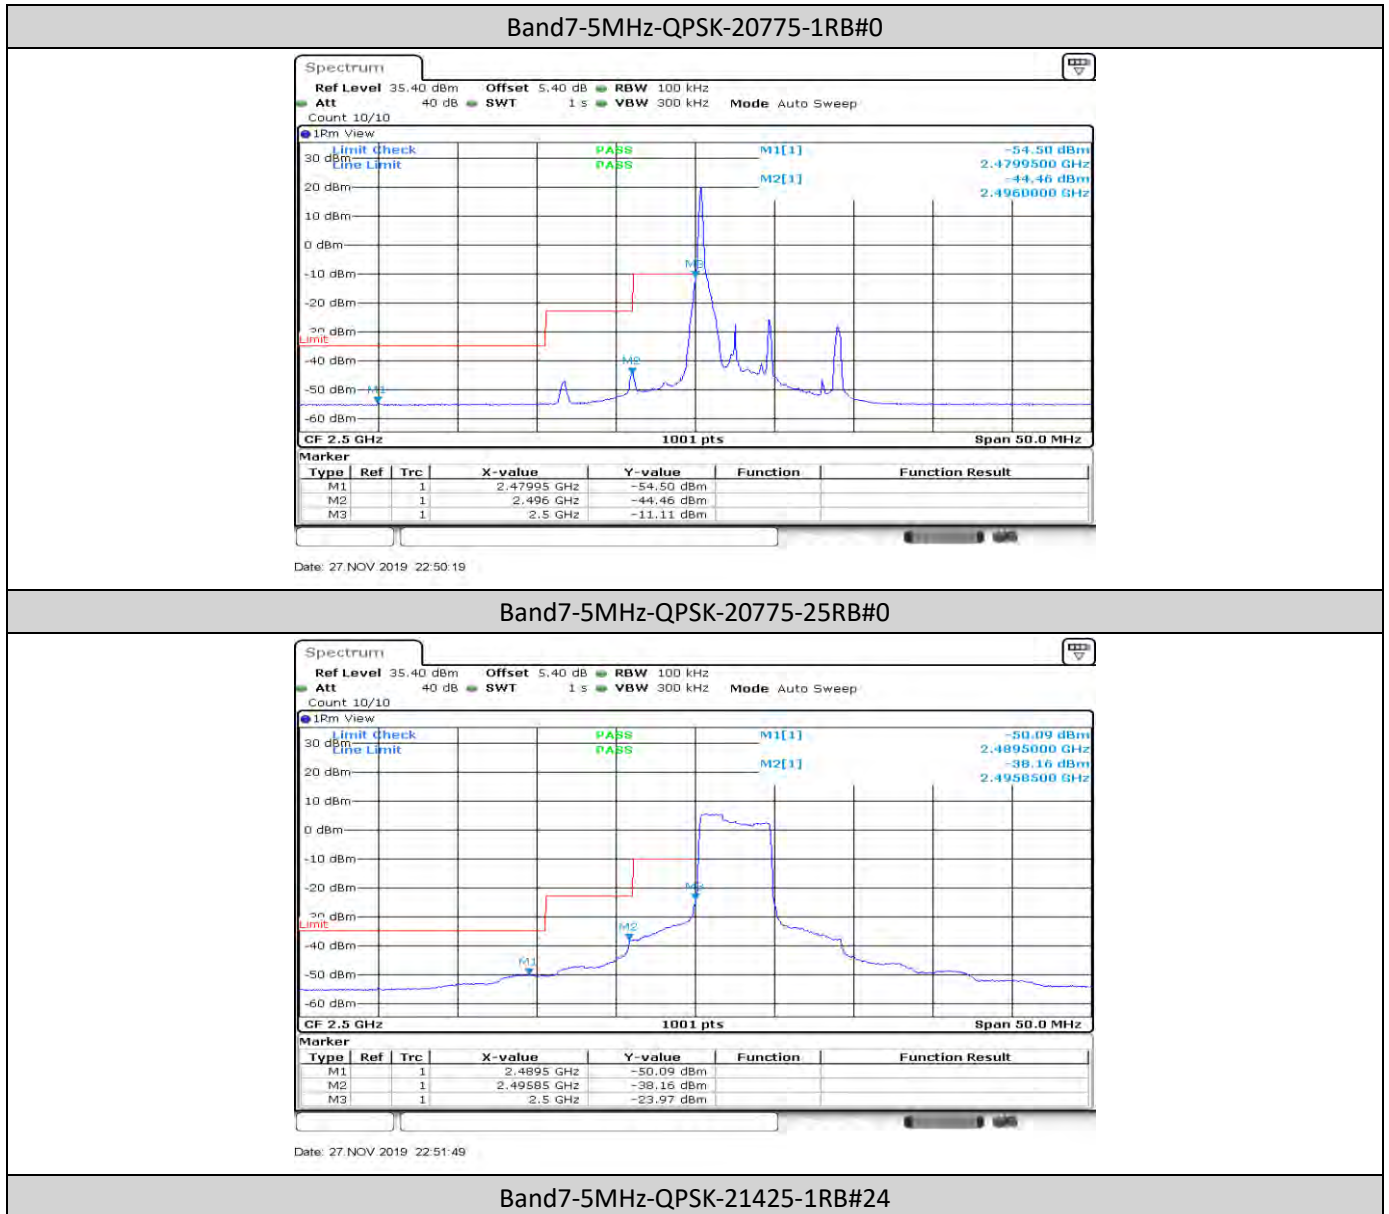 Band7-5MHz-QPSK-20775-1RB#0
Spectrum
Ref Level 35.40 dBm Offset 5.40 dB RBW 100 kHz
Att 40 dB SWT 1 s VBW 300 kHz Mode Auto Sweep
Count 10/10
1Rm View
Limit Check PASS M1[1] -54.50 dBm
30 dBm
Line Limit PASS 2.4799500 GHz
M2[1] -44.46 dBm
20 dBm
2.4960000 GHz
10 dBm
0 dBm
M3
-10 dBm
-20 dBm
-30 dBm
Limit
-40 dBm M2
-50 dBm M1
-60 dBm
CF 2.5 GHz 1001 pts Span 50.0 MHz
Marker
Type Ref Trc X-value Y-value Function Function Result
M1 1 2.47995 GHz -54.50 dBm
M2 1 2.496 GHz -44.46 dBm
M3 1 2.5 GHz -11.11 dBm
Date: 27.NOV 2019 22:50:19
Band7-5MHz-QPSK-20775-25RB#0
Spectrum
Ref Level 35.40 dBm Offset 5.40 dB RBW 100 kHz
Att 40 dB SWT 1 s VBW 300 kHz Mode Auto Sweep
Count 10/10
1Rm View
Limit Check PASS M1[1] -50.09 dBm
30 dBm
Line Limit PASS 2.4895000 GHz
M2[1] -38.16 dBm
20 dBm
2.4958500 GHz
10 dBm
0 dBm
-10 dBm
-20 dBm M3
-30 dBm
Limit
M2
-40 dBm
M1
-50 dBm
-60 dBm
CF 2.5 GHz 1001 pts Span 50.0 MHz
Marker
Type Ref Trc X-value Y-value Function Function Result
M1 1 2.4895 GHz -50.09 dBm
M2 1 2.49585 GHz -38.16 dBm
M3 1 2.5 GHz -23.97 dBm
Date: 27.NOV 2019 22:51:49
Band7-5MHz-QPSK-21425-1RB#24